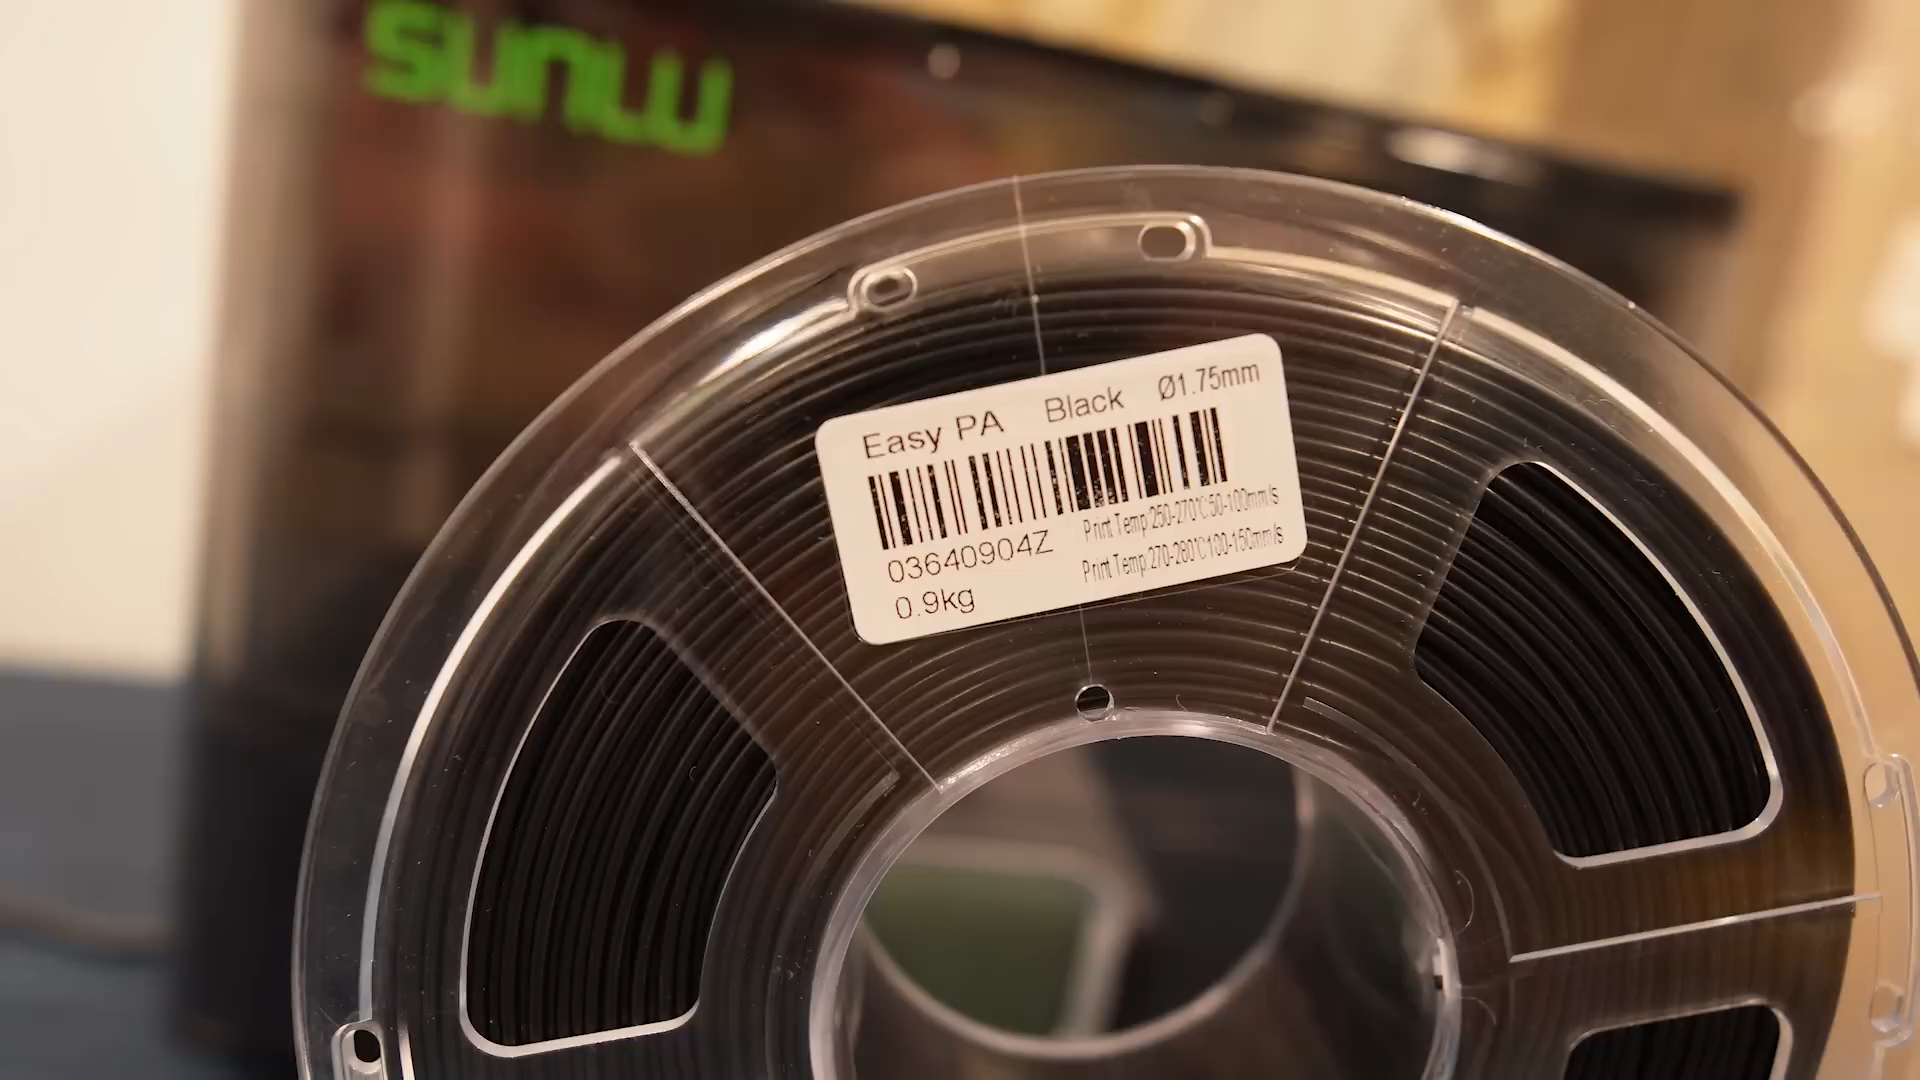 sunlu
Easy PA Black Ø1.75mm
03640904Z
0.9kg
Print Temp:250-270℃50-100mm/s
Print Temp:270-280℃100-150mm/s